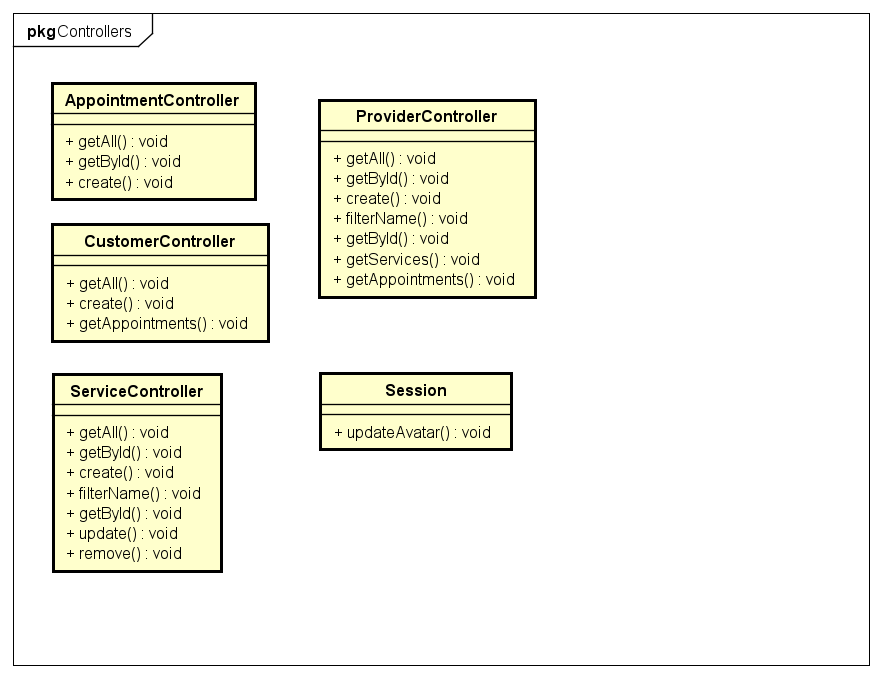 pkg Controllers
AppointmentController
+ getAll() : void
+ getById() : void
+ create() : void
CustomerController
+ getAll() : void
+ create() : void
+ getAppointments() : void
ServiceController
+ getAll() : void
+ getById() : void
+ create() : void
+ filterName() : void
+ getById() : void
+ update() : void
+ remove() : void
ProviderController
+ getAll() : void
+ getById() : void
+ create() : void
+ filterName() : void
+ getById() : void
+ getServices() : void
+ getAppointments() : void
Session
+ updateAvatar() : void